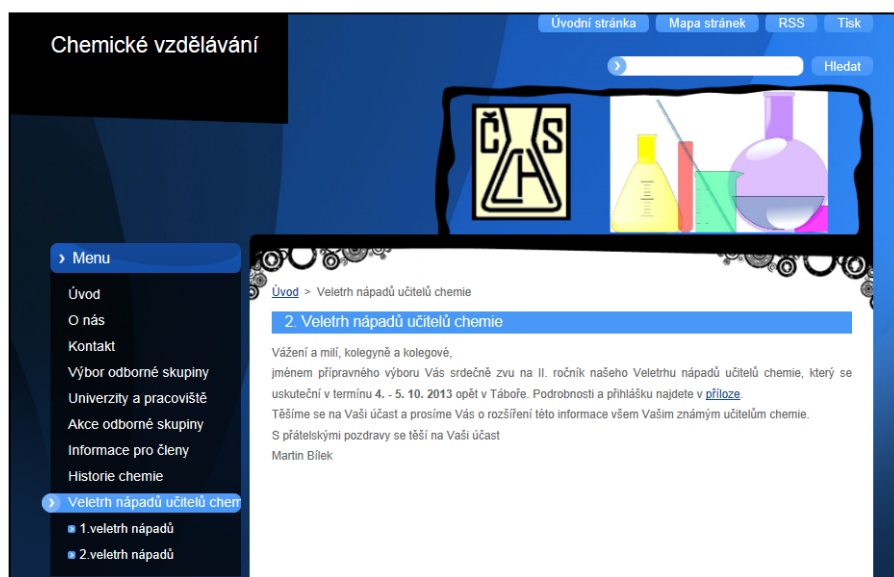 Chemické vzdělávání
Úvodní stránka
Mapa stránek
RSS
Tisk
Hledat
Č S
CH
Menu
Úvod
O nás
Kontakt
Výbor odborné skupiny
Univerzity a pracoviště
Akce odborné skupiny
Informace pro členy
Historie chemie
Veletrh nápadů učitelů chem
1.veletrh nápadů
2.veletrh nápadů
Úvod > Veletrh nápadů učitelů chemie
2. Veletrh nápadů učitelů chemie
Vážení a milí, kolegyně a kolegové,
jménem přípravného výboru Vás srdečně zvu na II. ročník našeho Veletrhu nápadů učitelů chemie, který se
uskuteční v termínu 4. - 5. 10. 2013 opět v Táboře. Podrobnosti a přihlášku najdete v příloze.
Těšíme se na Vaši účast a prosíme Vás o rozšíření této informace všem Vašim známým učitelům chemie.
S přátelskými pozdravy se těší na Vaši účast
Martin Bílek